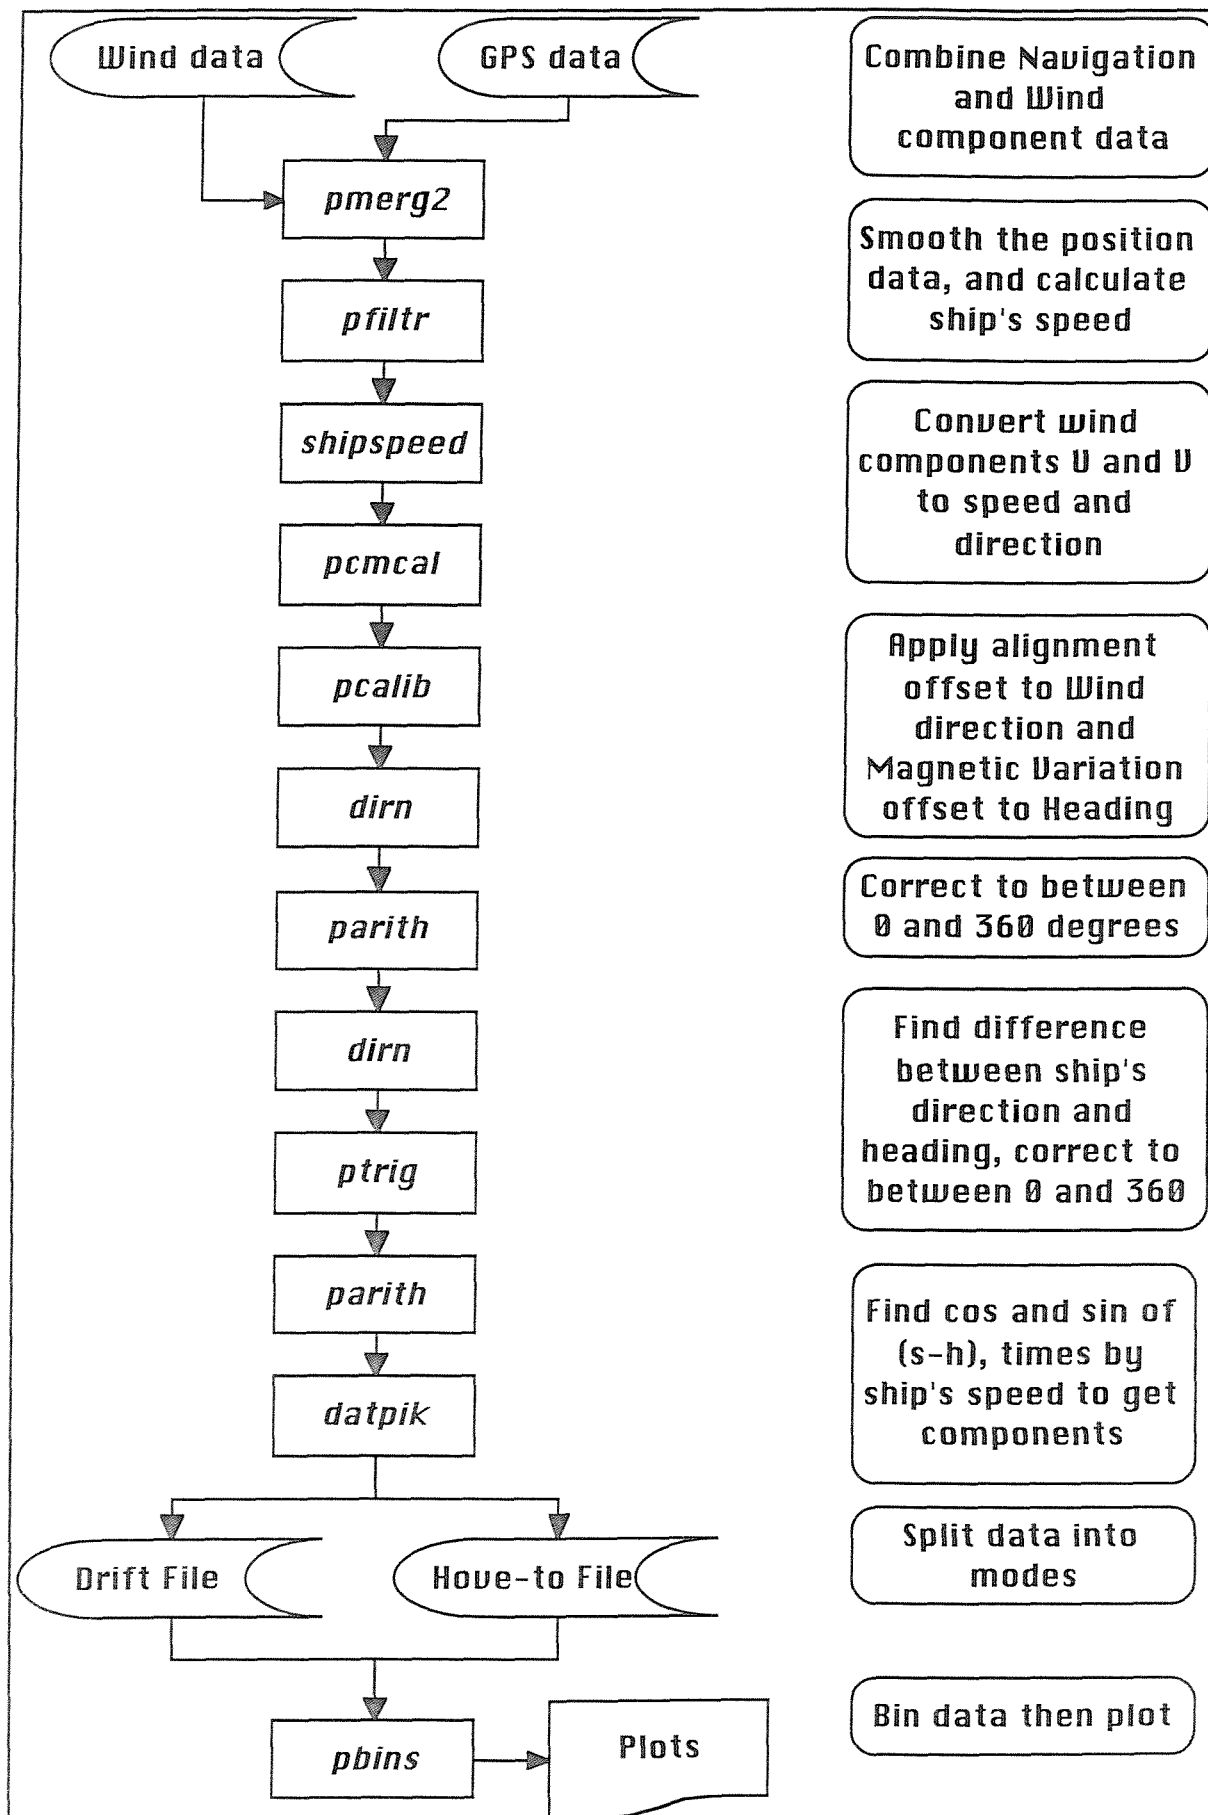 Wind data
GPS data
pmerg2
pfiltr
shipspeed
pcmcal
pcalib
dirn
parith
dirn
ptrig
parith
datpik
Drift File
Hove-to File
pbins
Plots
Combine Navigation
and Wind
component data
Smooth the position
data, and calculate
ship's speed
Convert wind
components U and V
to speed and
direction
Apply alignment
offset to Wind
direction and
Magnetic Variation
offset to Heading
Correct to between
0 and 360 degrees
Find difference
between ship's
direction and
heading, correct to
between 0 and 360
Find cos and sin of
(s-h), times by
ship's speed to get
components
Split data into
modes
Bin data then plot